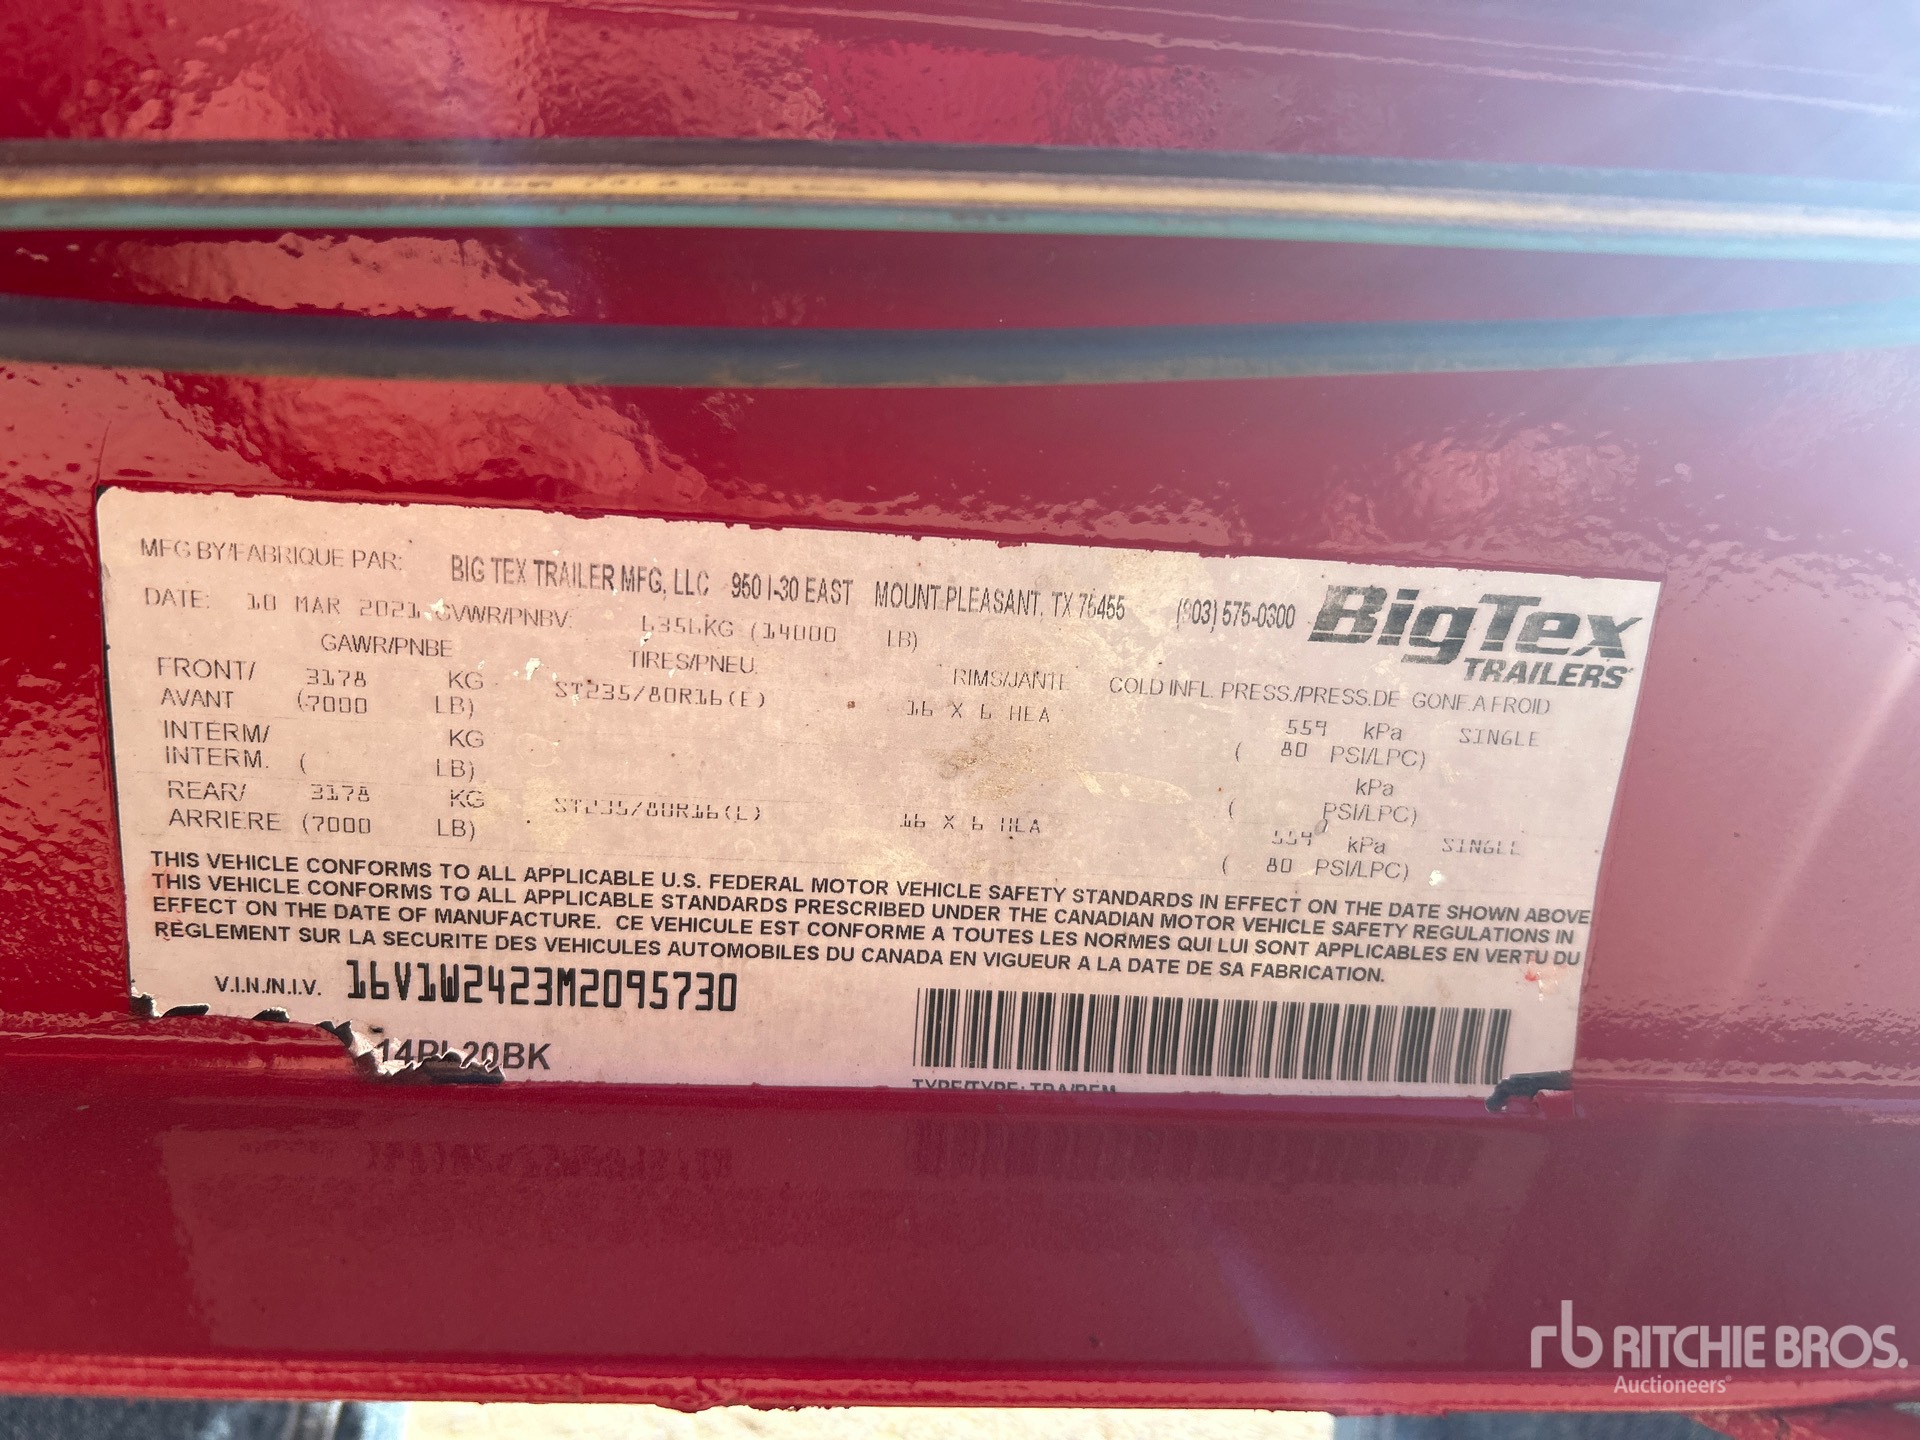 MFG BY/FABRIQUE PAR: BIG TEX TRAILER MFG, LLC 950 I-30 EAST MOUNT PLEASANT, TX 75455 (903) 575-0300
BigTex
TRAILERS
DATE: 10 MAR 2021 GVWR/PNBV: 6356KG (14000 LB)
GAWR/PNBE TIRES/PNEU. RIMS/JANTE COLD INFL. PRESS./PRESS.DE GONF.A FROID
FRONT/ 3178 KG ST235/80R16(E) 16 X 6 HEA 559 kPa SINGLE
AVANT (7000 LB) ( 80 PSI/LPC)
INTERM/ KG kPa
INTERM. ( LB) ( PSI/LPC)
REAR/ 3178 KG ST235/80R16(E) 16 X 6 HEA 559 kPa SINGLE
ARRIERE (7000 LB) ( 80 PSI/LPC)
THIS VEHICLE CONFORMS TO ALL APPLICABLE U.S. FEDERAL MOTOR VEHICLE SAFETY STANDARDS IN EFFECT ON THE DATE SHOWN ABOVE
THIS VEHICLE CONFORMS TO ALL APPLICABLE STANDARDS PRESCRIBED UNDER THE CANADIAN MOTOR VEHICLE SAFETY REGULATIONS IN
EFFECT ON THE DATE OF MANUFACTURE. CE VEHICULE EST CONFORME A TOUTES LES NORMES QUI LUI SONT APPLICABLES EN VERTU DU
REGLEMENT SUR LA SECURITE DES VEHICULES AUTOMOBILES DU CANADA EN VIGUEUR A LA DATE DE SA FABRICATION.
V.I.N./N.I.V. 16V1W2423M2095730
14PL20BK
TYPE/TYPE: TRA/REM
rb RITCHIE BROS.
Auctioneers